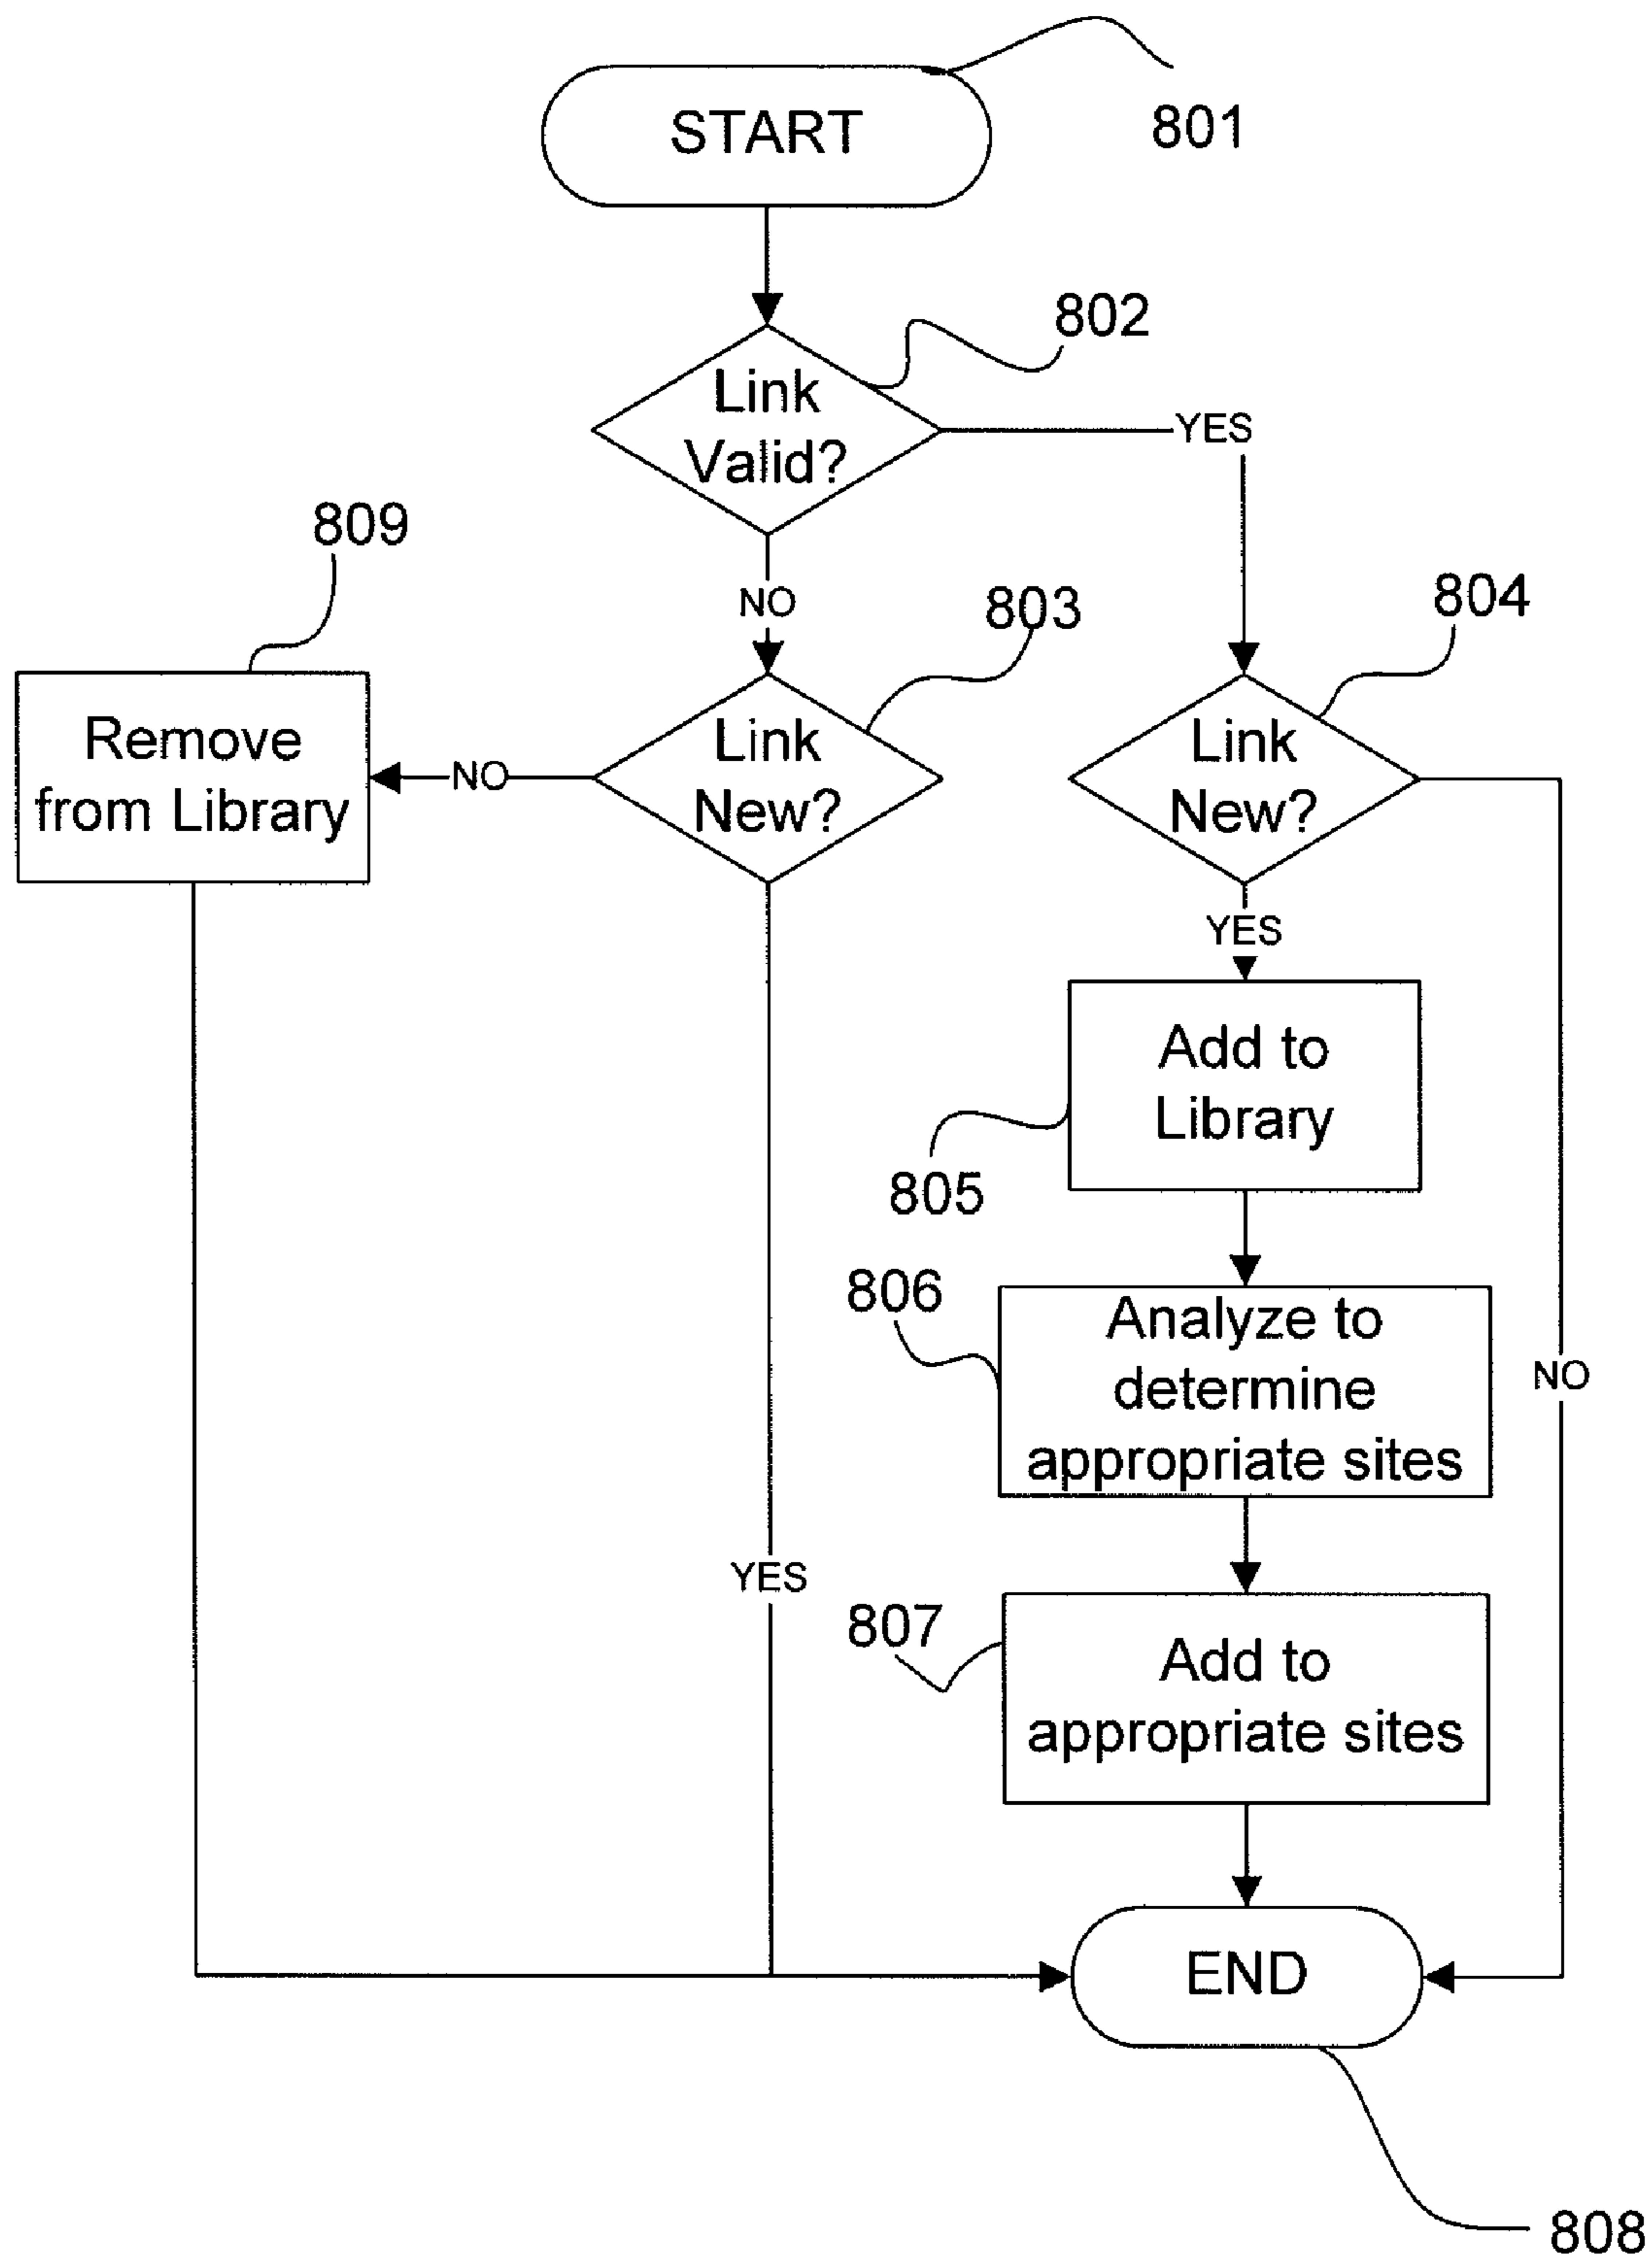 START
801
802
Link
Valid?
YES
809
NO
803
804
Remove
from Library
NO
Link
New?
Link
New?
YES
Add to
Library
805
806
Analyze to
determine
appropriate sites
NO
YES
807
Add to
appropriate sites
END
808